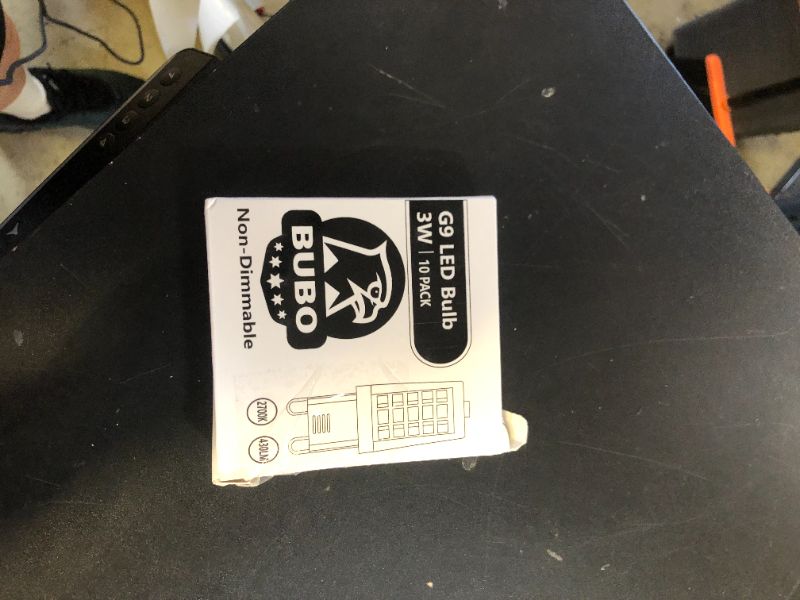 G9 LED Bulb
3W | 10 PACK
BUBO
Non-Dimmable
2700K
430LM